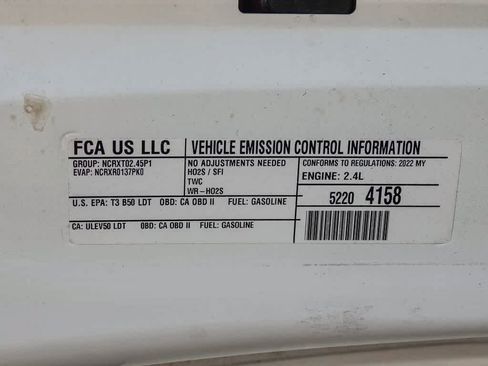 FCA US LLC
VEHICLE EMISSION CONTROL INFORMATION
GROUP: NCRXT02.45P1
EVAP: NCRXR0137PK0
NO ADJUSTMENTS NEEDED
HO2S / SFI
TWC
WR-HO2S
CONFORMS TO REGULATIONS: 2022 MY
ENGINE: 2.4L
U.S. EPA: T3 B50 LDT OBD: CA OBD II FUEL: GASOLINE
5220 4158
CA: ULEV50 LDT OBD: CA OBD II FUEL: GASOLINE